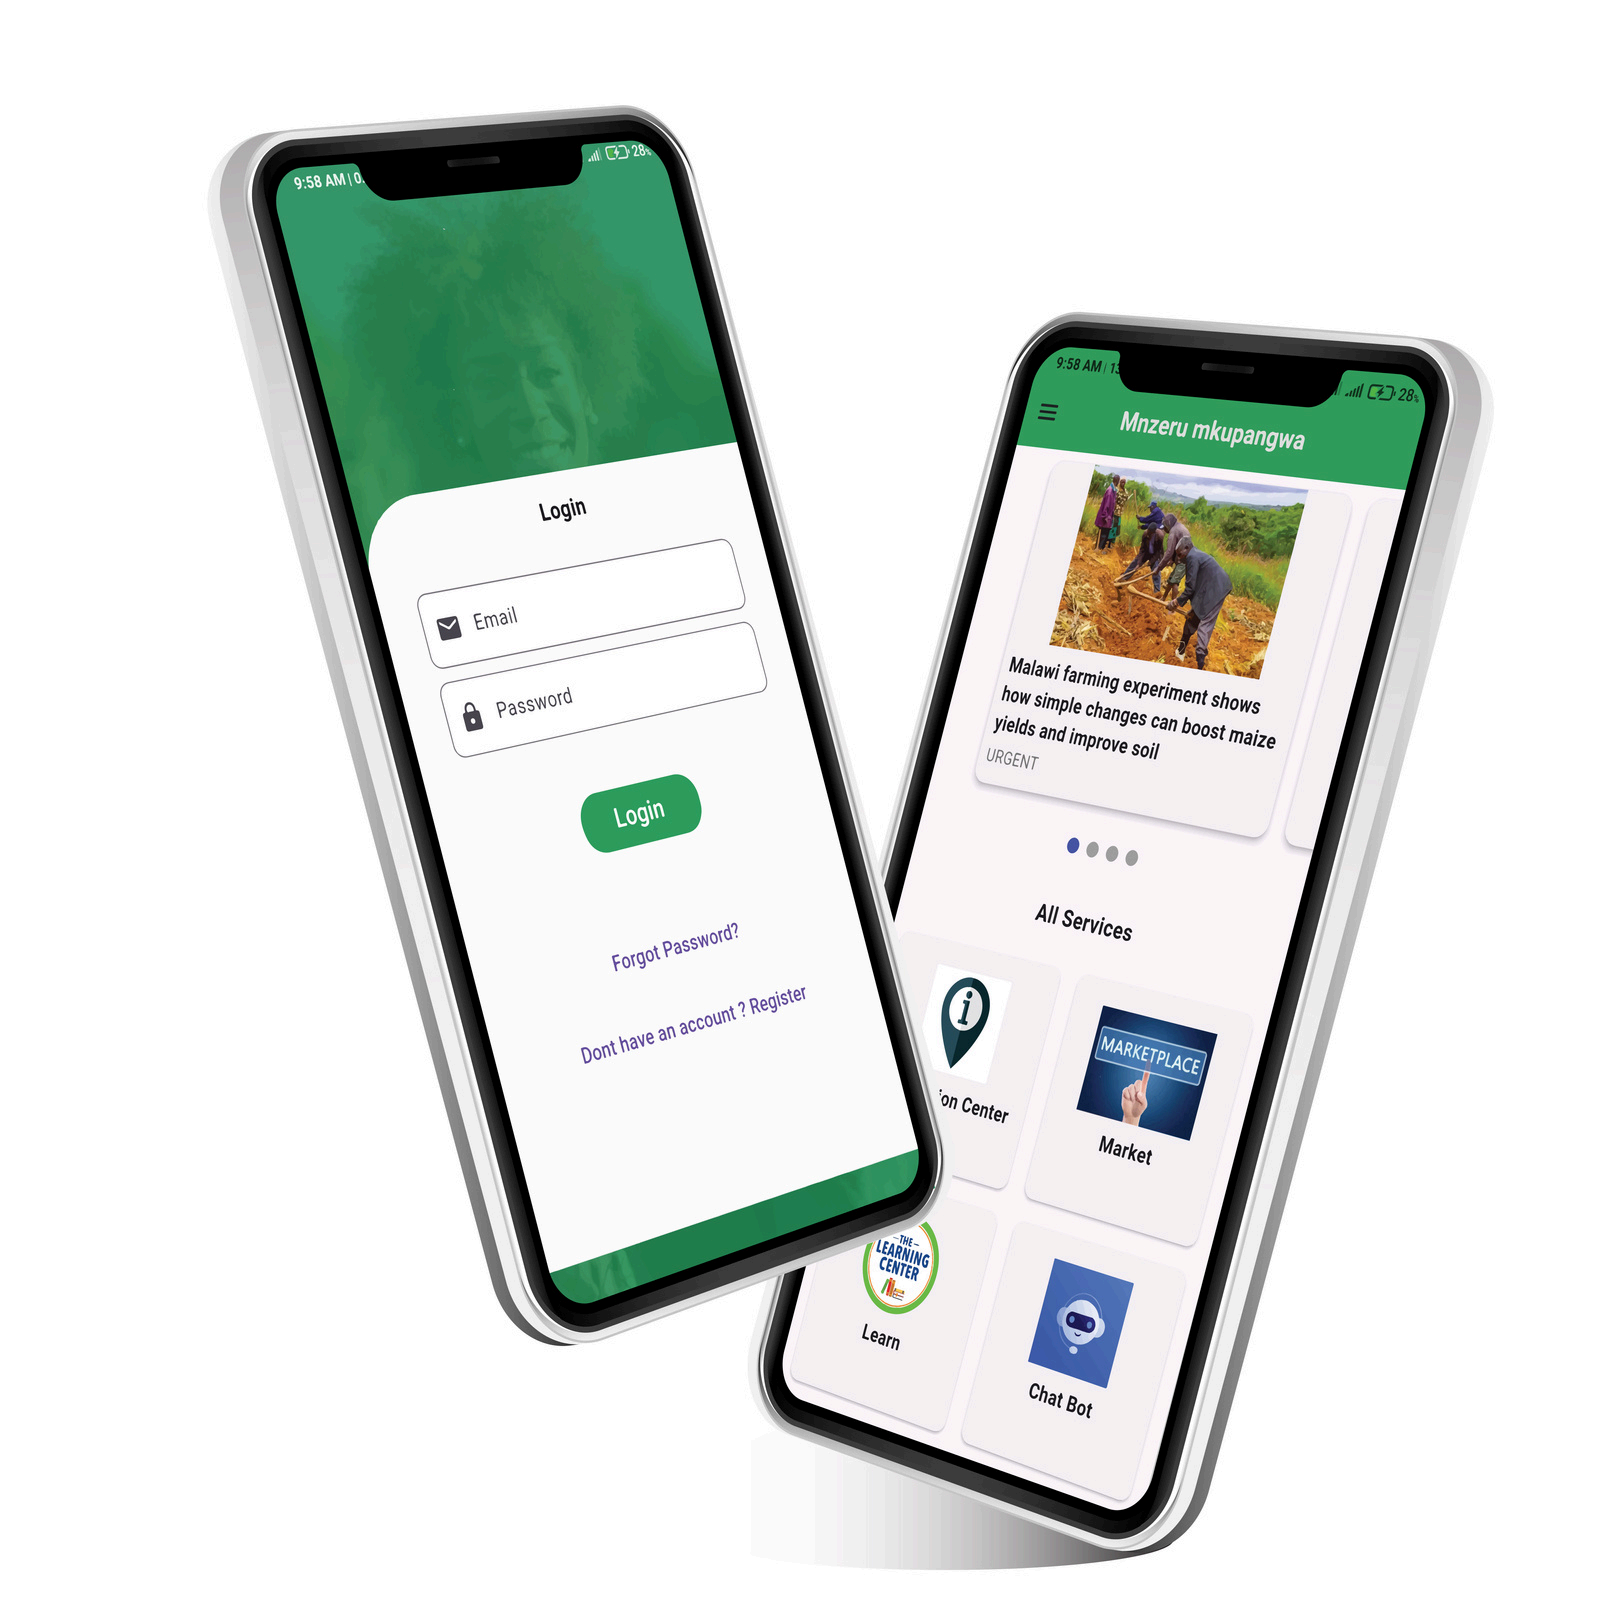 9:58 AM | 0.
28%
Login
Email
Password
Login
Forgot Password?
Dont have an account ? Register
9:58 AM | 13
28%
Mnzeru mkupangwa
Malawi farming experiment shows
how simple changes can boost maize
yields and improve soil
URGENT
All Services
i
ion Center
MARKETPLACE
Market
THE
LEARNING
CENTER
Learn
Chat Bot